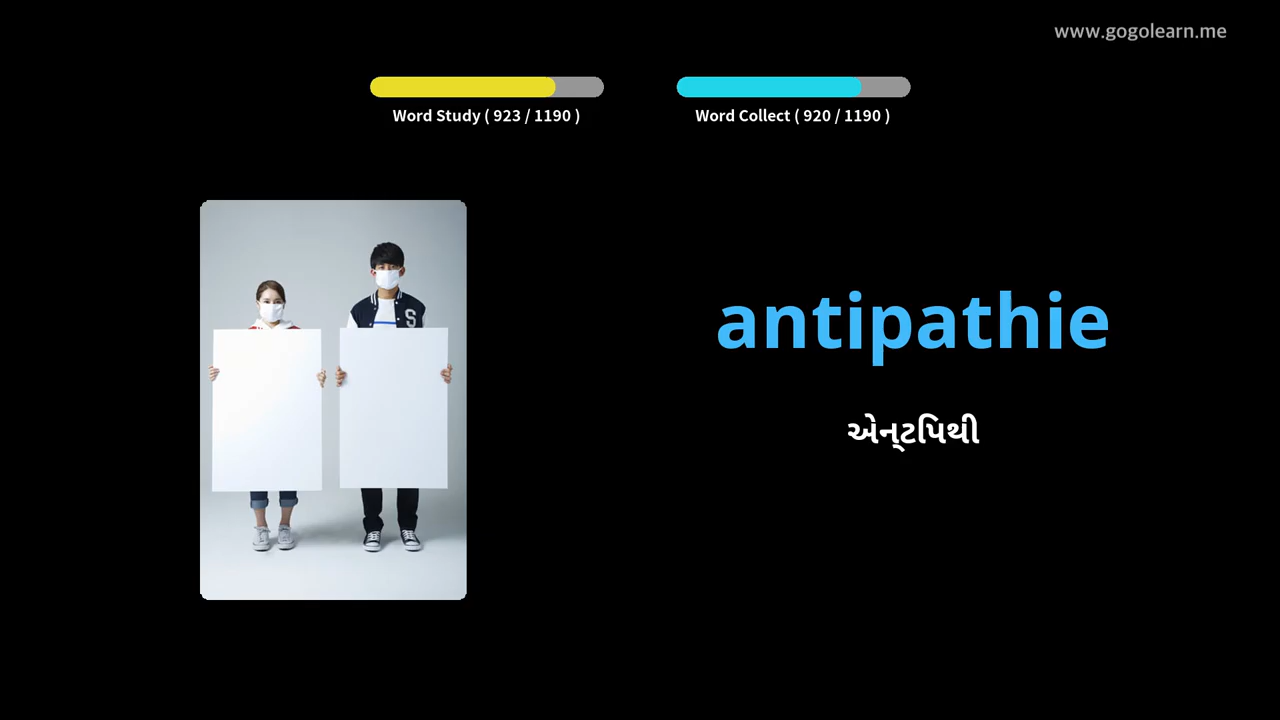 www.gogolearn.me
Word Study ( 923 / 1190 )
Word Collect ( 920 / 1190 )
S
antipathie
એન્ટપિથી